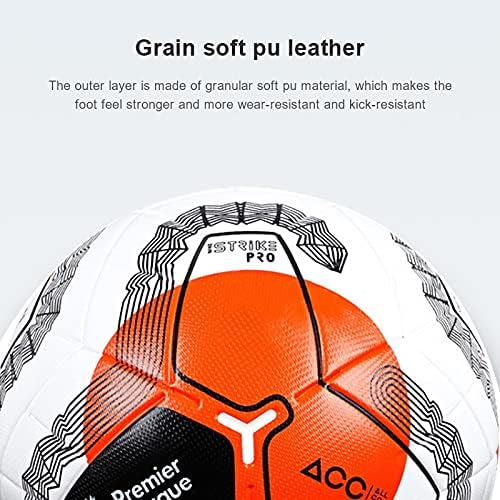 Grain soft pu leather
The outer layer is made of granular soft pu material, which makes the
foot feel stronger and more wear-resistant and kick-resistant
STRIKE
PRO
Premier
ACC
ALL